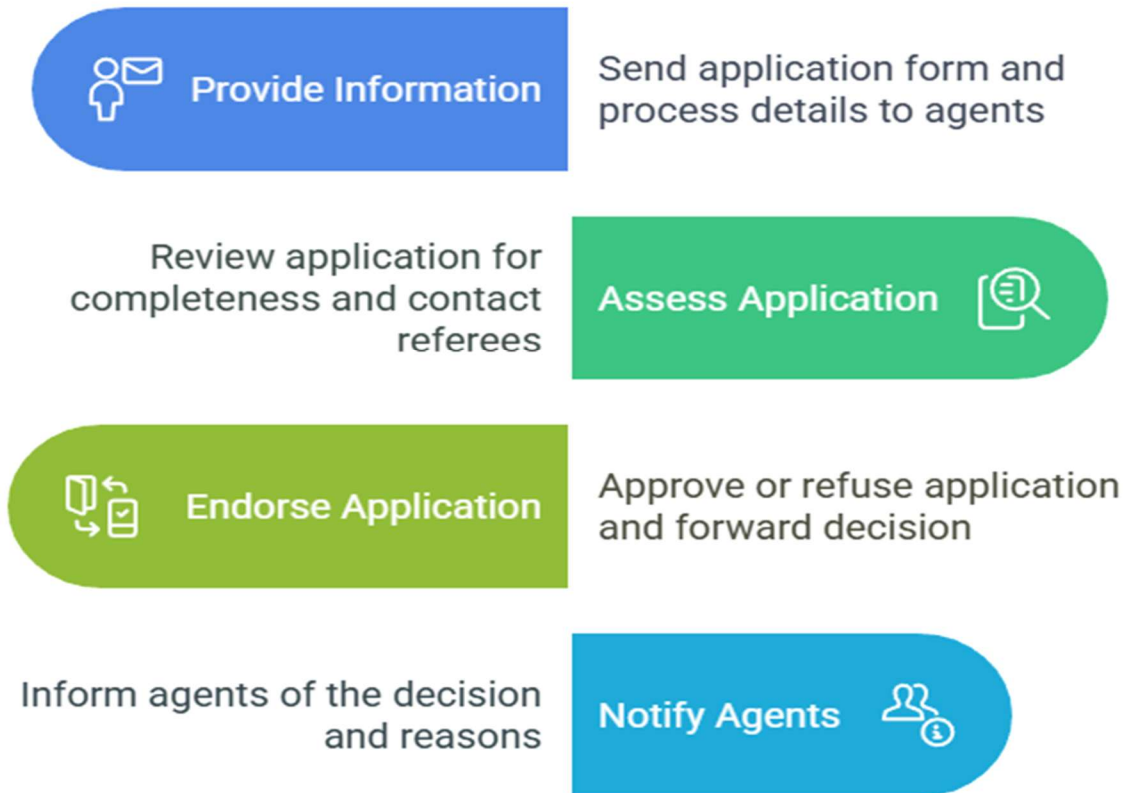 Provide Information
Send application form and
process details to agents
Review application for
completeness and contact
referees
Assess Application
Endorse Application
Approve or refuse application
and forward decision
Inform agents of the decision
and reasons
Notify Agents